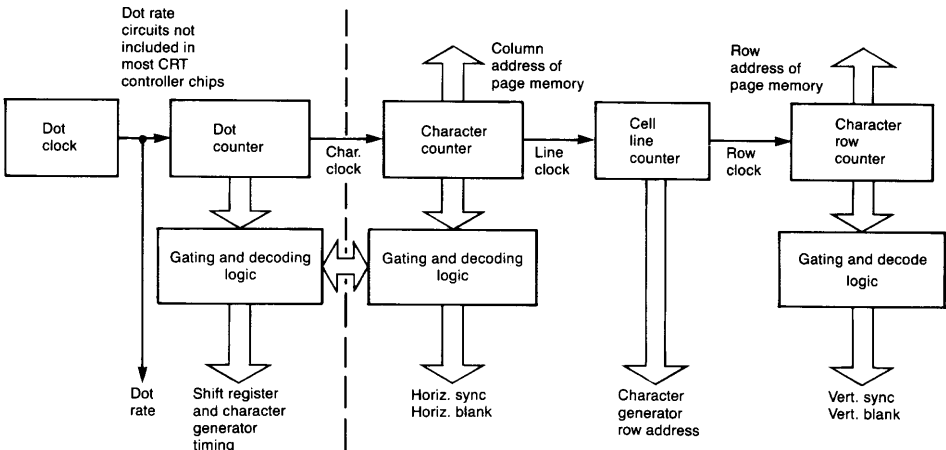 Dot rate
circuits not
included in
most CRT
controller chips
Column
address of
page memory
Row
address of
page memory
Dot
clock
Dot
counter
Char.
clock
Character
counter
Line
clock
Cell
line
counter
Row
clock
Character
row
counter
Gating and decoding
logic
Gating and decoding
logic
Gating and decode
logic
Dot
rate
Shift register
and character
generator
timing
Horiz. sync
Horiz. blank
Character
generator
row address
Vert. sync
Vert. blank